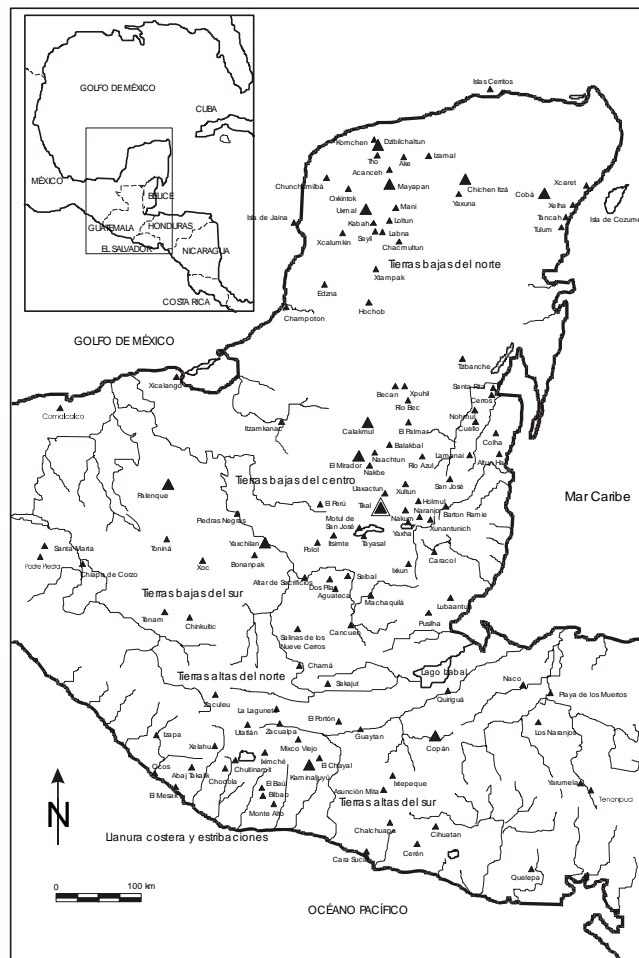 GOLFO DE MÉXICO
CUBA
MÉXICO
BELICE
GUATEMALA
HONDURAS
EL SALVADOR
NICARAGUA
COSTA RICA
Islas Cerritos
Komchen
Dzibilchaltun
Tho
Ake
Izamal
Acanceh
Chunchumilbá
Oxkintok
Mayapan
Chichen Itzá
Yaxuna
Cobá
Xcaret
Xelha
Tancah
Tulum
Isla de Cozumel
Isla de Jaina
Uxmal
Mani
Kabah
Loltun
Sayil
Labna
Xcalumkin
Chacmultun
Xtampak
Tierras bajas del norte
Edzna
Hochob
Champoton
GOLFO DE MÉXICO
Xicalango
Comalcalco
Tzibanche
Becan
Xpuhil
Santa Rita
Cerros
Río Bec
Nohmul
Cuello
Itzamkanac
Calakmul
El Palmar
Colha
Balakbal
Naachtun
Río Azul
Lamanai
Altun Ha
El Mirador
Nakbe
Tierras bajas del centro
Uaxactun
Xultun
San José
Palenque
El Perú
Tikal
Holmul
Mar Caribe
Motul de
San José
Nakum
Naranjo
Barton Ramie
Piedras Negras
Yaxha
Xunantunich
Toniná
Yaxchilan
Polol
Itsimte
Tayasal
Santa Marta
Padre Piedra
Chiapa de Corzo
Xoc
Bonanpak
Ixkun
Caracol
Altar de Sacrificios
Dos Pilas
Seibal
Aguateca
Machaquilá
Lubaantun
Tierras bajas del sur
Tenam
Chinkultic
Pusilha
Salinas de los
Nueve Cerros
Cancuen
Chamá
Tierras altas del norte
Sakajut
Lago Izabal
Naco
Zaculeu
Quiriguá
Playa de los Muertos
La Laguneta
El Portón
Utatlán
Zacualpa
Guaytan
Los Naranjos
Izapa
Xelahu
Mixco Viejo
Copán
Iximché
El Chayal
Ocos
Abaj Takalik
Chuitinamit
Kaminaljuyú
Chocola
El Baúl
Ixtepeque
El Mesak
Bilbao
Asunción Mita
Yarumela
Tenanpua
Monte Alto
Tierras altas del sur
Chalchuapa
Cihuatan
Llanura costera y estribaciones
Cerén
Cara Sucia
Quelepa
N
0 100 km
OCÉANO PACÍFICO